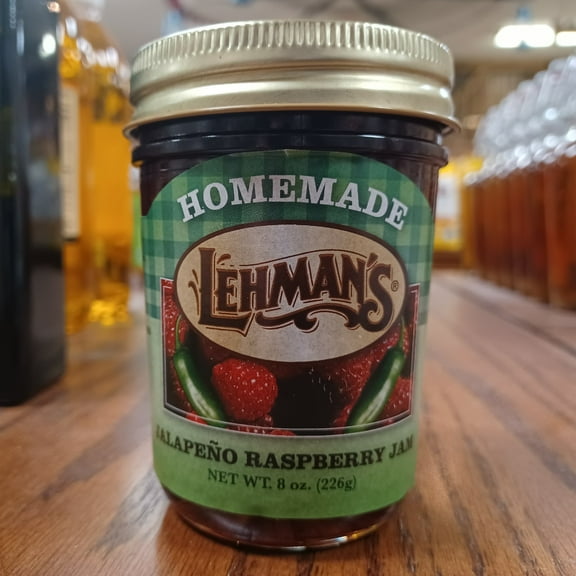 HOMEMADE
LEHMAN'S®
JALAPEÑO RASPBERRY JAM
NET WT. 8 oz. (226g)